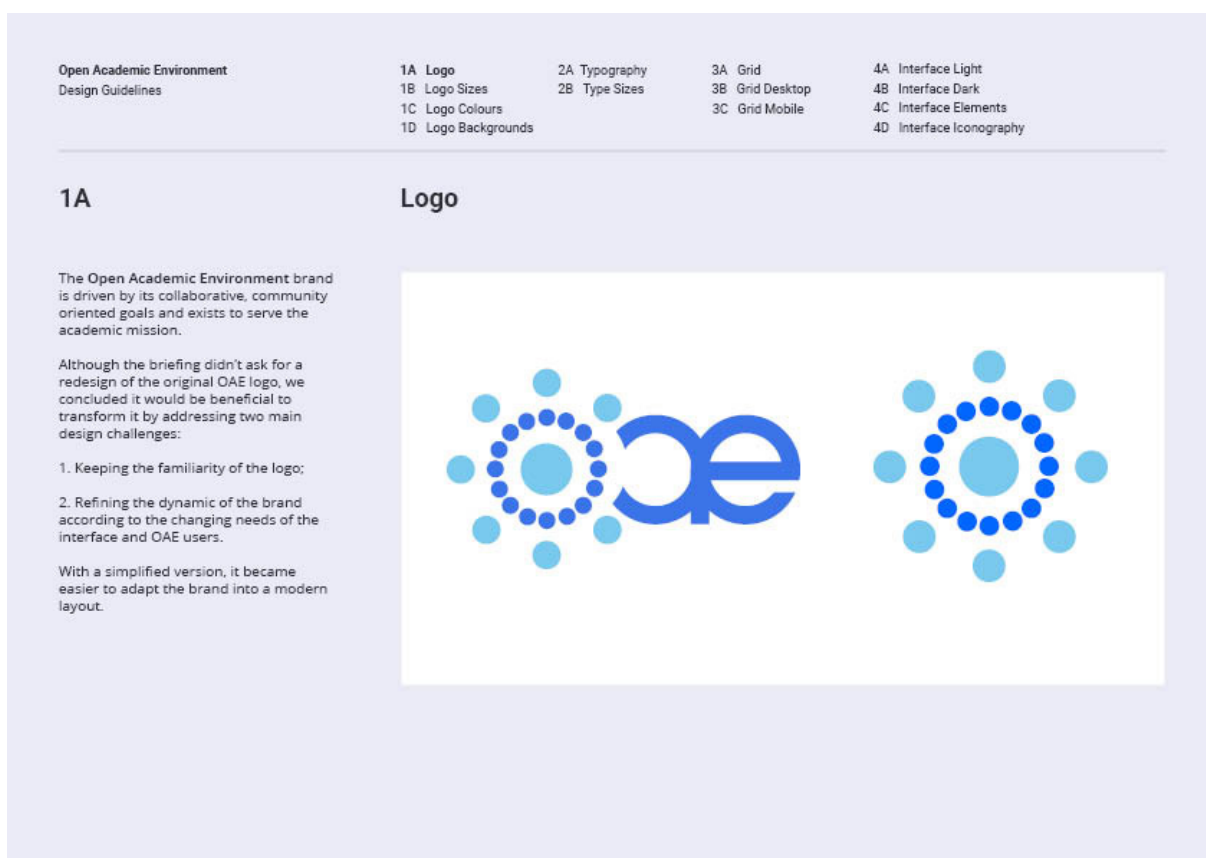 Open Academic Environment
Design Guidelines
1A Logo
1B Logo Sizes
1C Logo Colours
1D Logo Backgrounds
2A Typography
2B Type Sizes
3A Grid
3B Grid Desktop
3C Grid Mobile
4A Interface Light
4B Interface Dark
4C Interface Elements
4D Interface Iconography
1A
Logo
The Open Academic Environment brand
is driven by its collaborative, community
oriented goals and exists to serve the
academic mission.
Although the briefing didn't ask for a
redesign of the original OAE logo, we
concluded it would be beneficial to
transform it by addressing two main
design challenges:
1. Keeping the familiarity of the logo;
2. Refining the dynamic of the brand
according to the changing needs of the
interface and OAE users.
With a simplified version, it became
easier to adapt the brand into a modern
layout.
oae